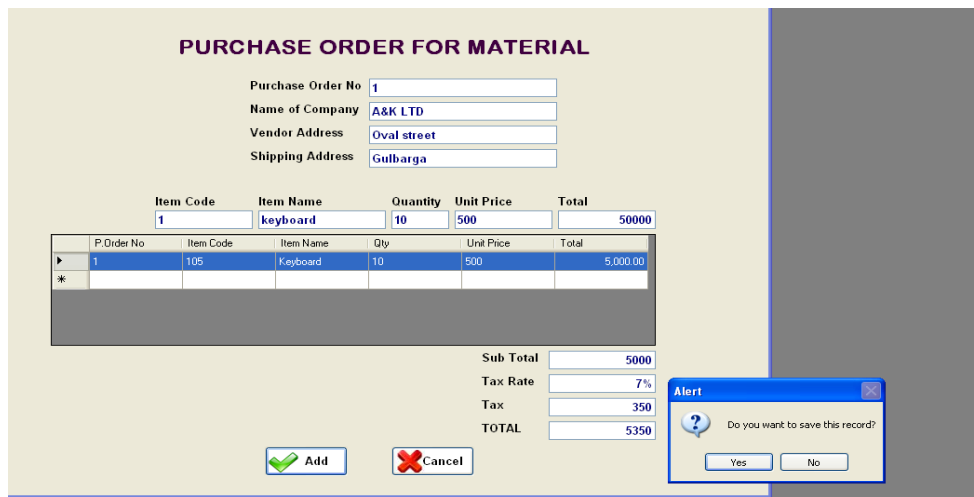 PURCHASE ORDER FOR MATERIAL
Purchase Order No 1
Name of Company A&K LTD
Vendor Address Oval street
Shipping Address Gulbarga
Item Code Item Name Quantity Unit Price Total
1 keyboard 10 500 50000
P.Order No Item Code Item Name Qty Unit Price Total
1 105 Keyboard 10 500 5,000.00
Sub Total 5000
Tax Rate 7%
Tax 350
TOTAL 5350
Add Cancel
Alert
Do you want to save this record?
Yes No